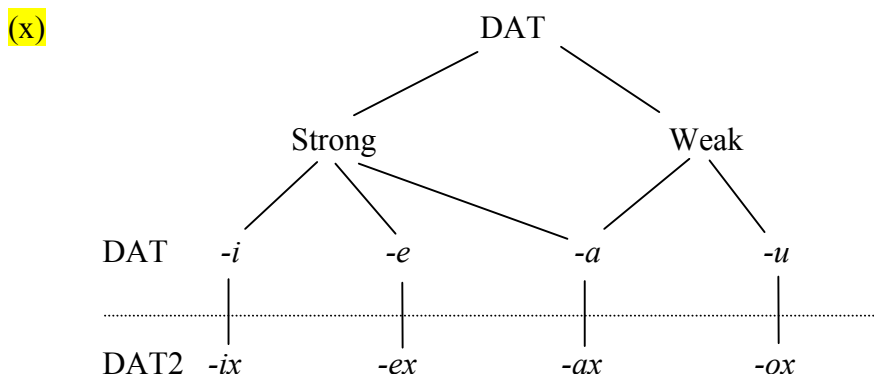 (x) DAT
Strong Weak
DAT -i -e -a -u
DAT2 -ix -ex -ax -ox